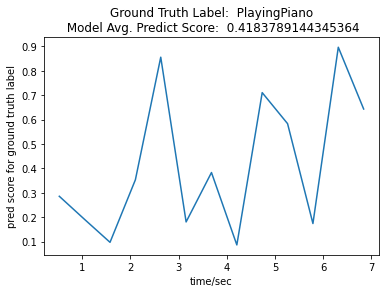 Ground Truth Label:  PlayingPiano
Model Avg. Predict Score:  0.4183789144345364
pred score for ground truth label
0.9
0.8
0.7
0.6
0.5
0.4
0.3
0.2
0.1
1 2 3 4 5 6 7
time/sec